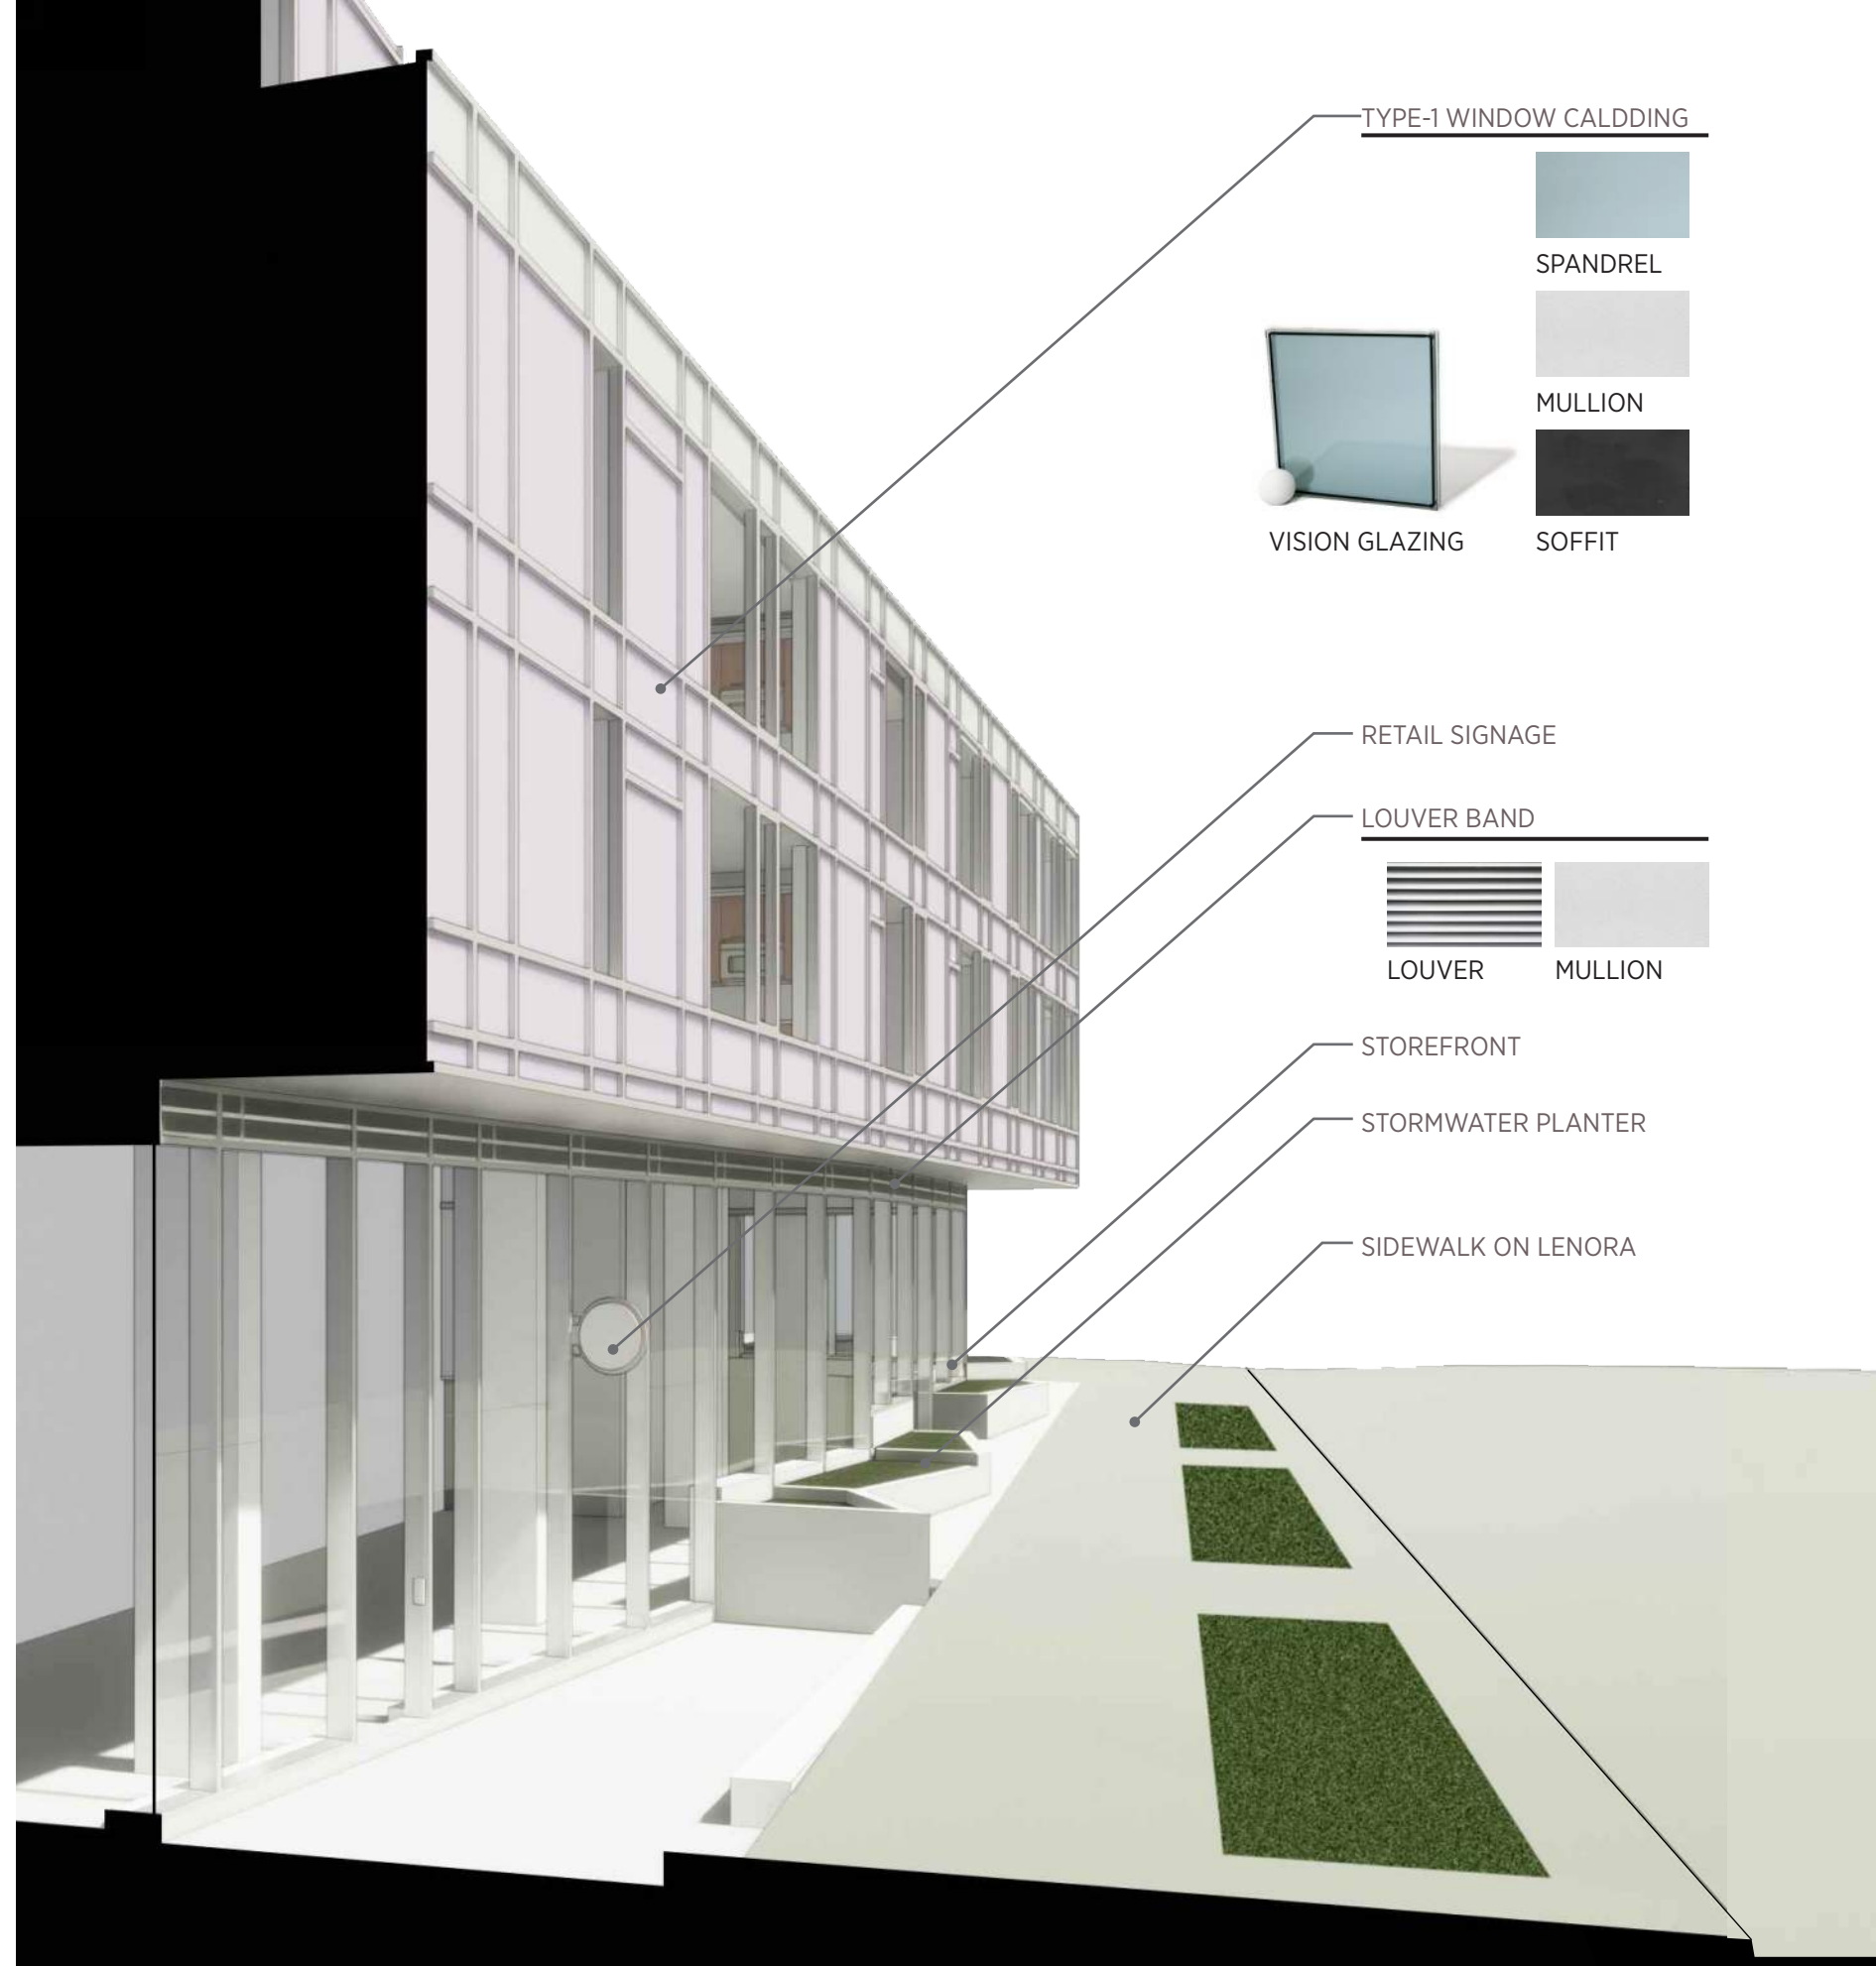 TYPE-1 WINDOW CALDDING
SPANDREL
MULLION
VISION GLAZING
SOFFIT
RETAIL SIGNAGE
LOUVER BAND
LOUVER
MULLION
STOREFRONT
STORMWATER PLANTER
SIDEWALK ON LENORA